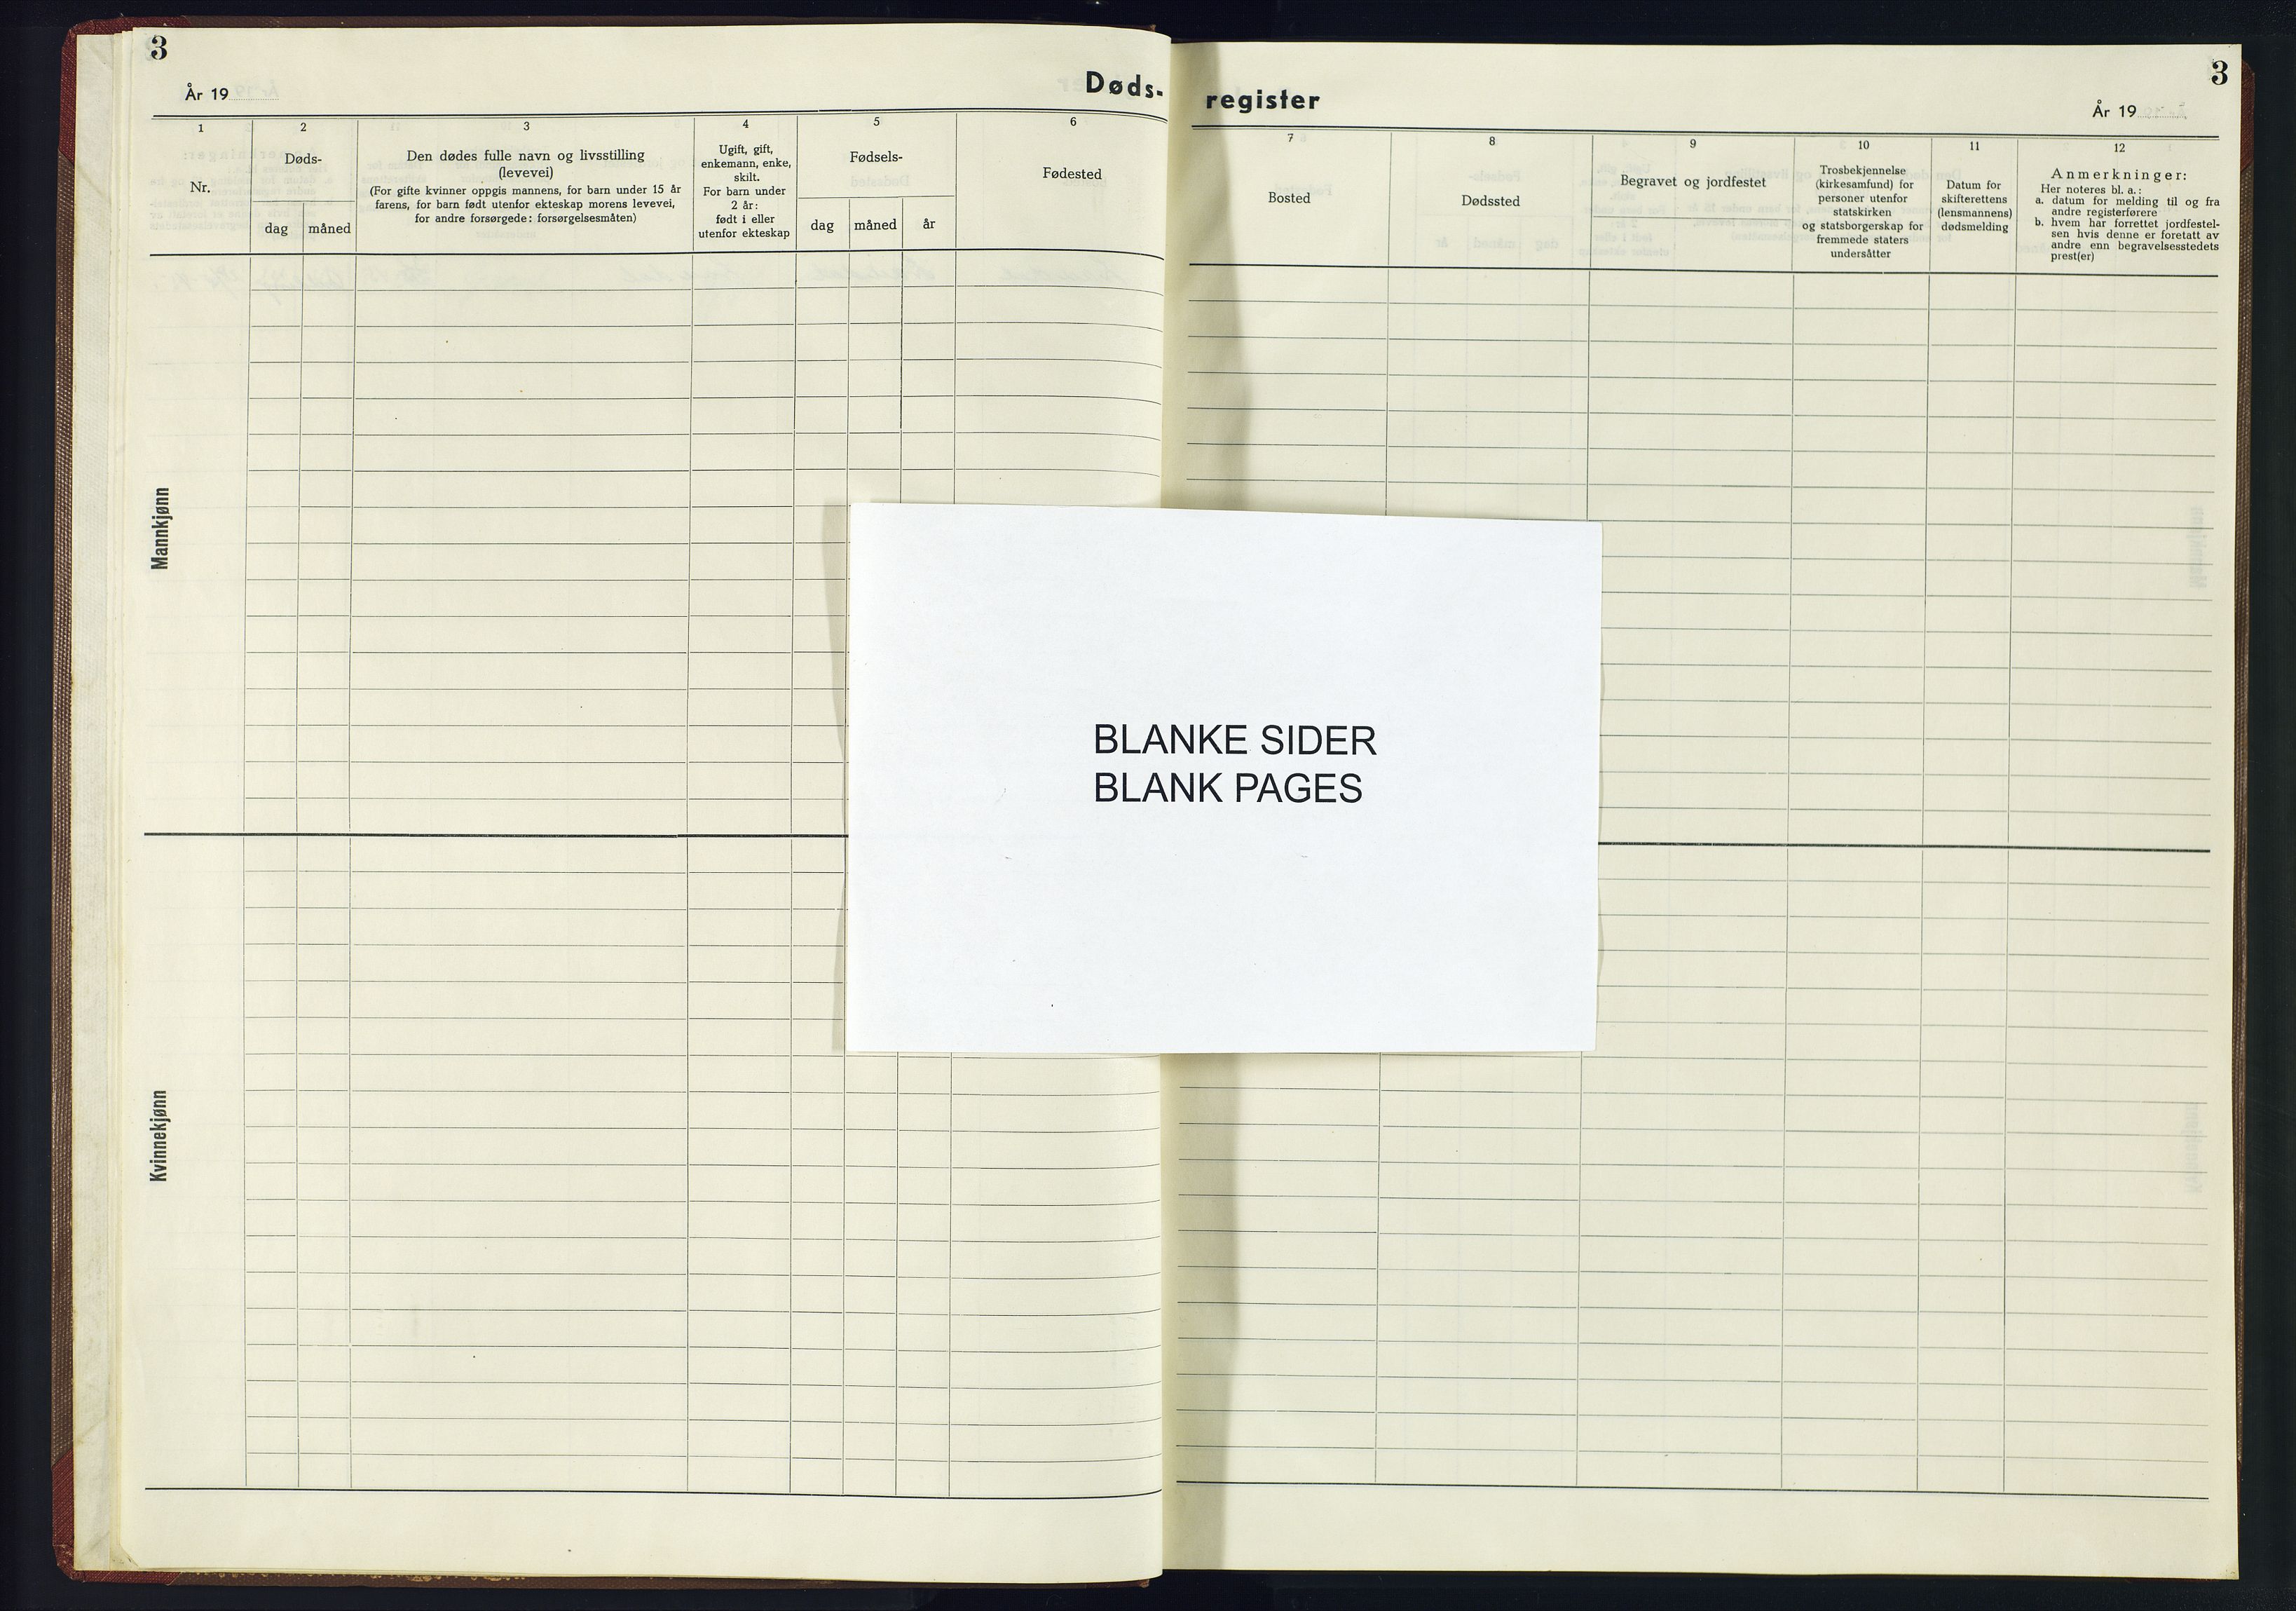 3
År 19
Døds-
register
År 19
3
1
2
3
4
5
6
7
8
9
10
11
12
Nr.
Døds-
dag
måned
Den dødes fulle navn og livsstilling
(levevei)
(For gifte kvinner oppgis mannens, for barn under 15 år
farens, for barn født utenfor ekteskap morens levevei,
for andre forsørgede: forsørgelsesmåten)
Ugift, gift,
enkemann, enke,
skilt.
For barn under
2 år:
født i eller
utenfor ekteskap
Fødsels-
dag
måned
år
Fødested
Bosted
Dødssted
Begravet og jordfestet
Trosbekjennelse
(kirkesamfund) for
personer utenfor
statskirken
og statsborgerskap for
fremmede staters
undersåtter
Datum for
skifterettens
(lensmannens)
dødsmelding
Anmerkninger:
Her noteres bl. a.:
a. datum for melding til og fra
andre registerførere
b. hvem har forrettet jordfestel-
sen hvis denne er foretatt av
andre enn begravelsesstedets
prest(er)
Mannkjønn
BLANKE SIDER
BLANK PAGES
Kvinnekjønn